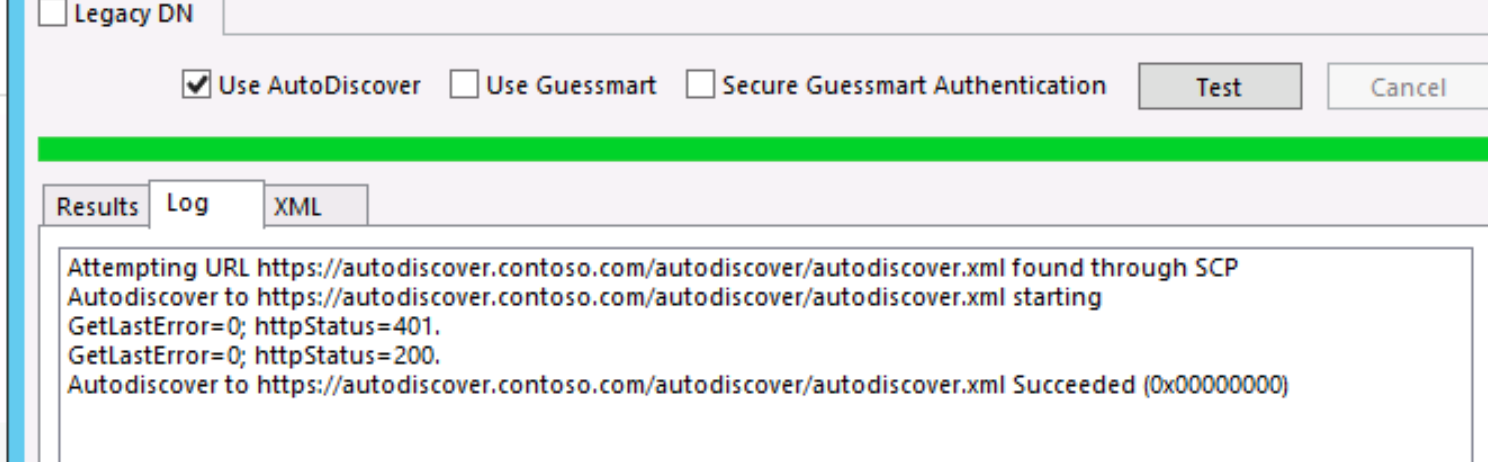 Legacy DN
Use AutoDiscover Use Guessmart Secure Guessmart Authentication Test Cancel
Results Log XML
Attempting URL https://autodiscover.contoso.com/autodiscover/autodiscover.xml found through SCP
Autodiscover to https://autodiscover.contoso.com/autodiscover/autodiscover.xml starting
GetLastError=0; httpStatus=401.
GetLastError=0; httpStatus=200.
Autodiscover to https://autodiscover.contoso.com/autodiscover/autodiscover.xml Succeeded (0x00000000)